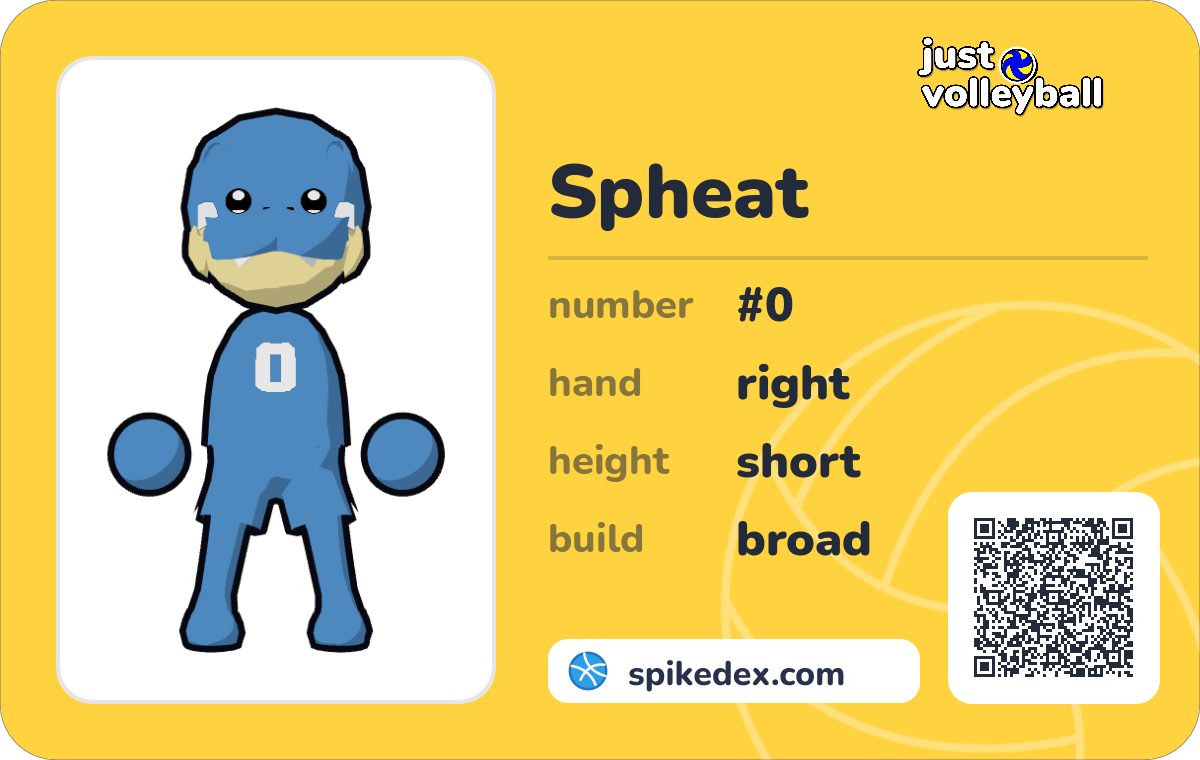 just
volleyball
Spheat
number #0
hand right
height short
build broad
0
spikedex.com